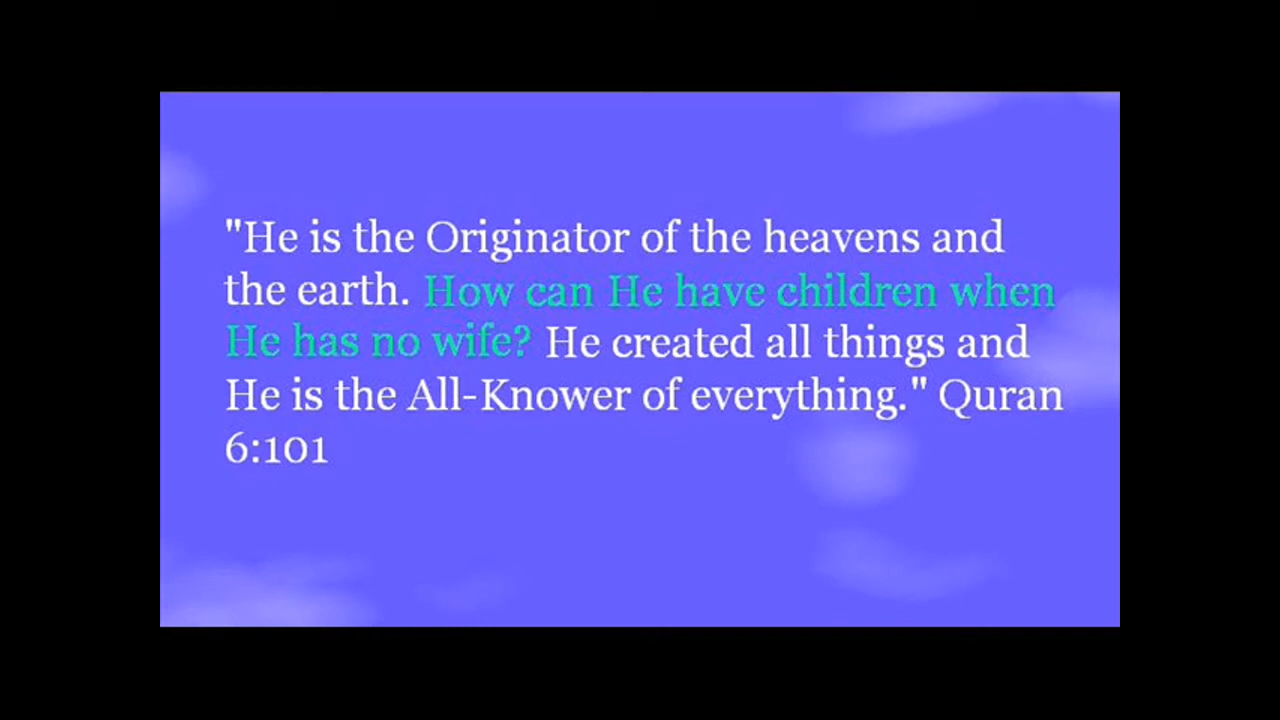 "He is the Originator of the heavens and
the earth. How can He have children when
He has no wife? He created all things and
He is the All-Knower of everything." Quran
6:101